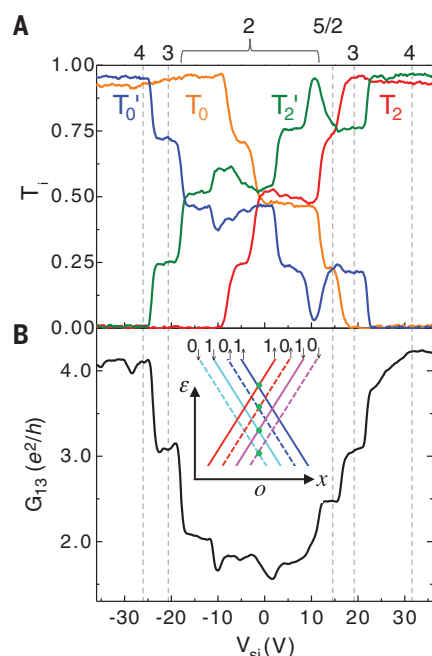 A
2
5/2
4 3 3 4
1.00
T₀' T₀ T₂' T₂
0.75
Tᵢ
0.50
0.25
0.00
B
0↓1↓0↑1↑ 1↑0↑1↓0↓
4.0
ε
G₁₃ (e²/h)
3.0
o x
2.0
-30 -20 -10 0 10 20 30
Vₛᵢ(V)